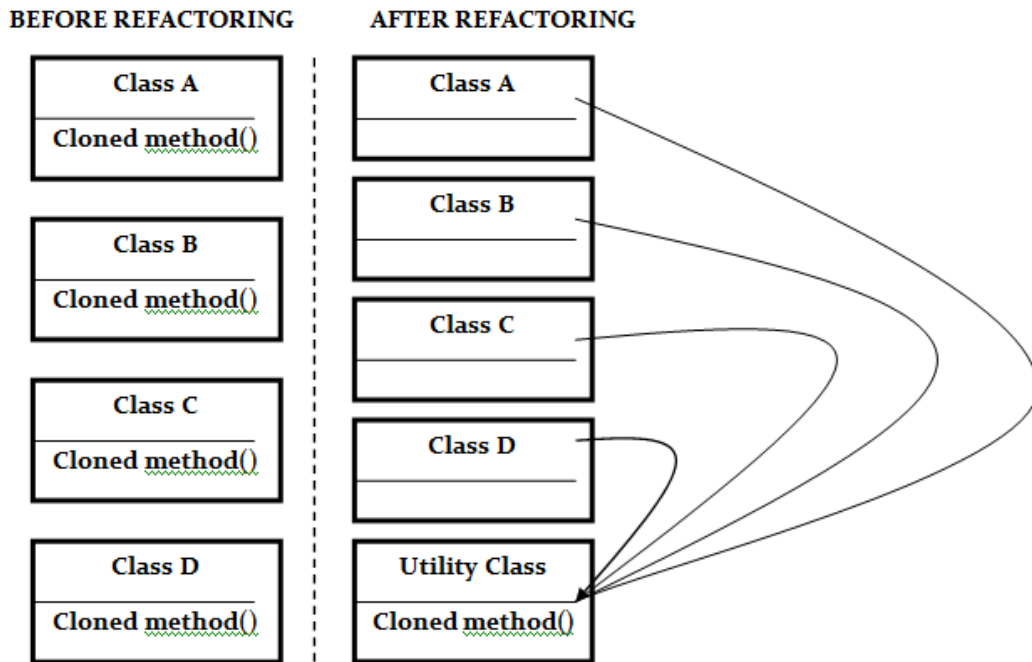 BEFORE REFACTORING
Class A
Cloned method()
Class B
Cloned method()
Class C
Cloned method()
Class D
Cloned method()
AFTER REFACTORING
Class A
Class B
Class C
Class D
Utility Class
Cloned method()